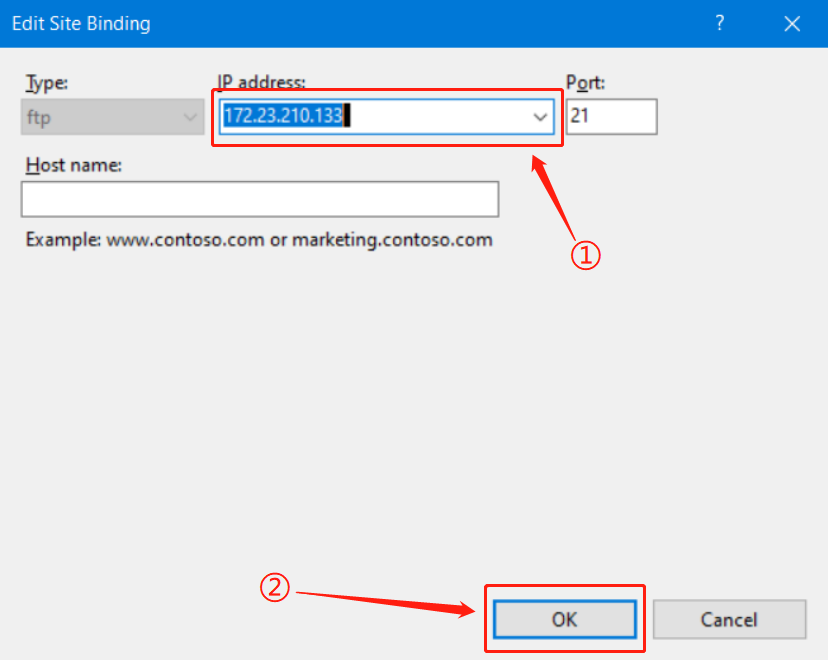 Edit Site Binding ?
Type: IP address: Port:
ftp 172.23.210.133 21
Host name:
Example: www.contoso.com or marketing.contoso.com
①
②
OK Cancel